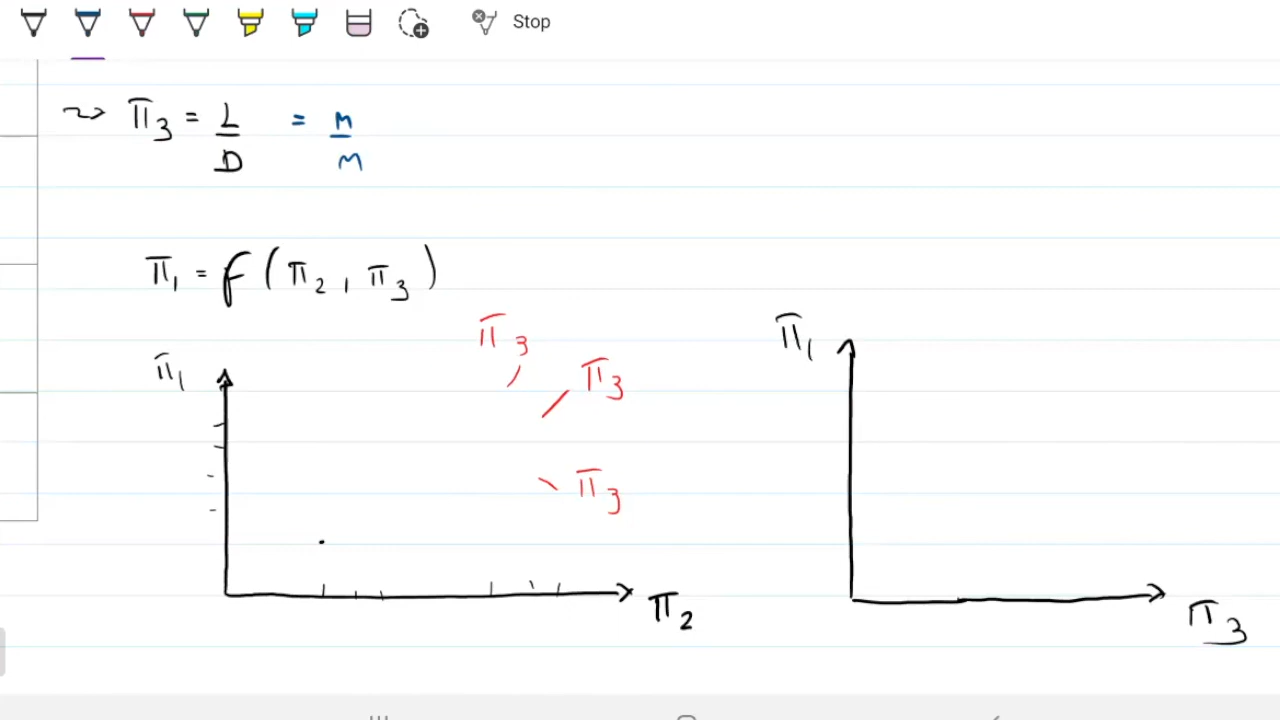 Stop
⤳ π₃ = L/D = m/m
π₁ = f(π₂, π₃)
π₃
π₁
π₁
π₃
π₃
π₂
π₃